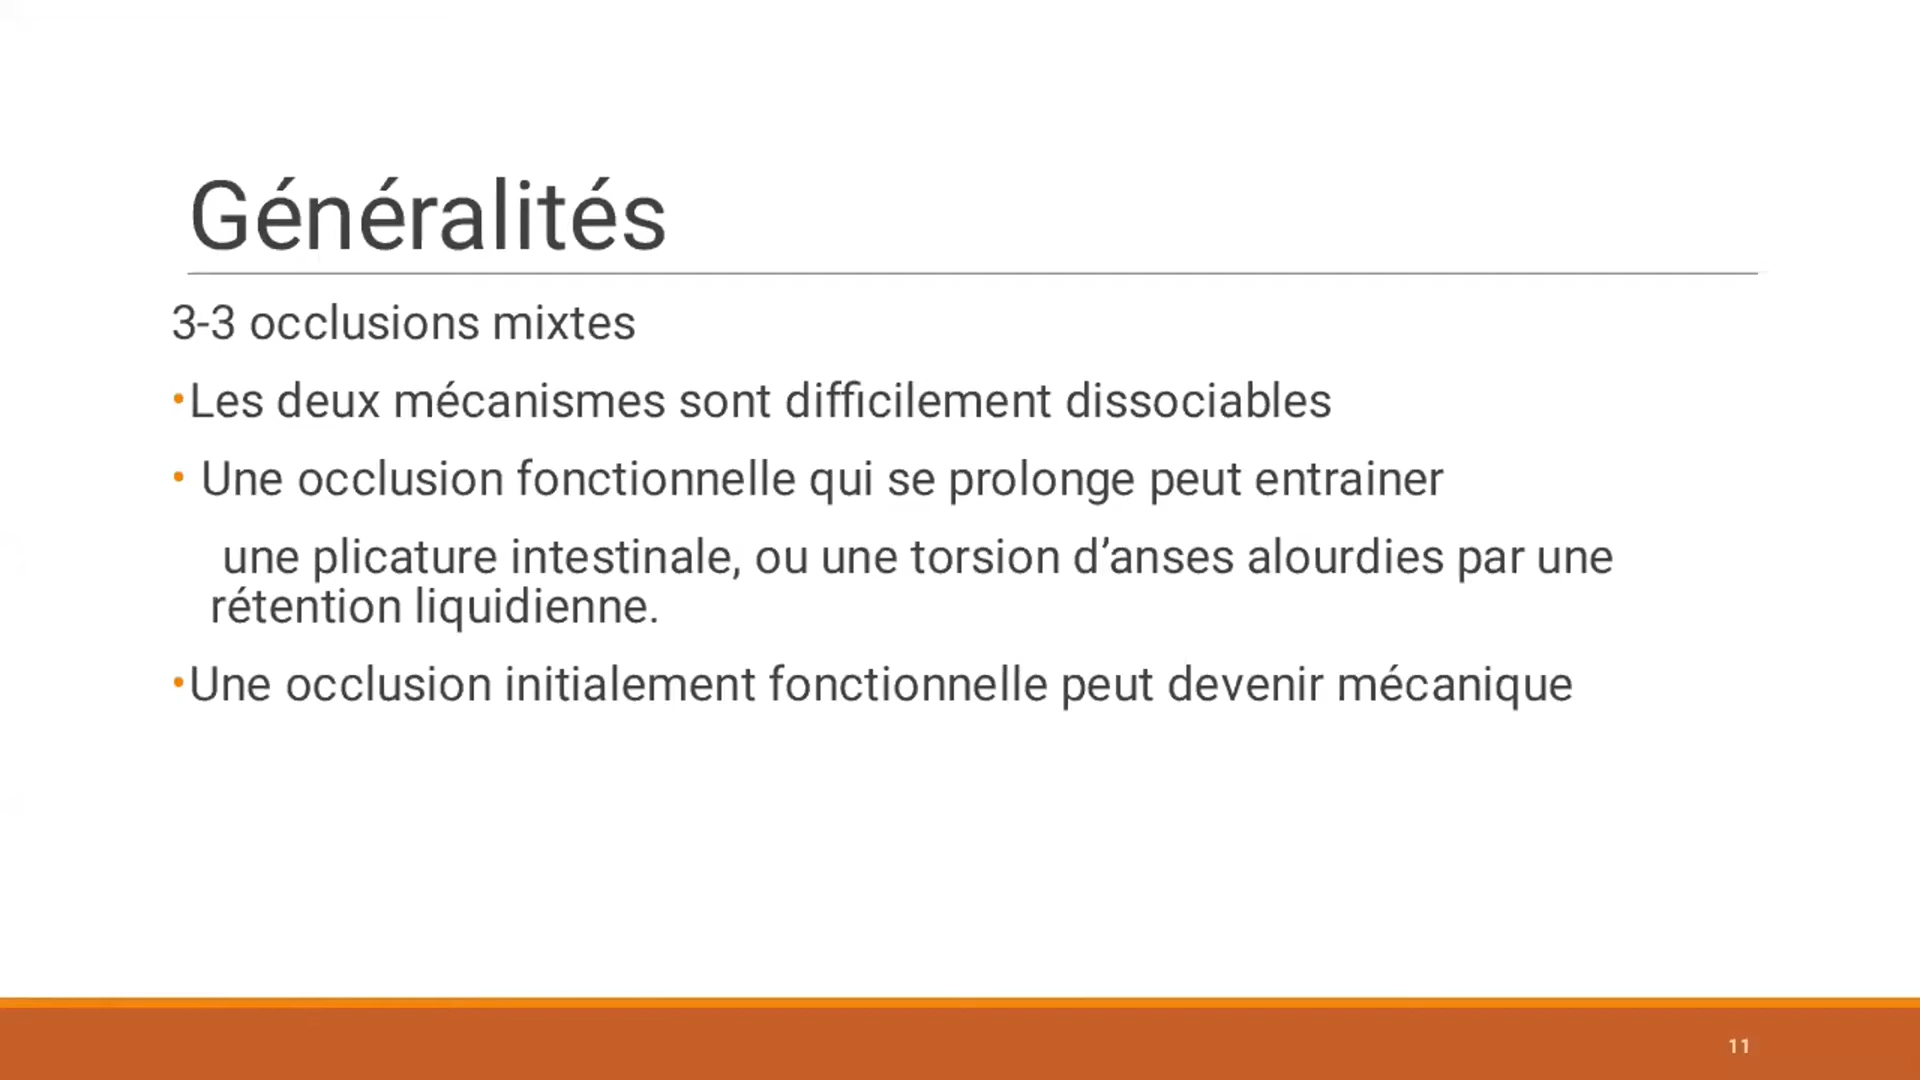 Généralités
3-3 occlusions mixtes
•Les deux mécanismes sont difficilement dissociables
• Une occlusion fonctionnelle qui se prolonge peut entrainer
une plicature intestinale, ou une torsion d’anses alourdies par une
rétention liquidienne.
•Une occlusion initialement fonctionnelle peut devenir mécanique
11